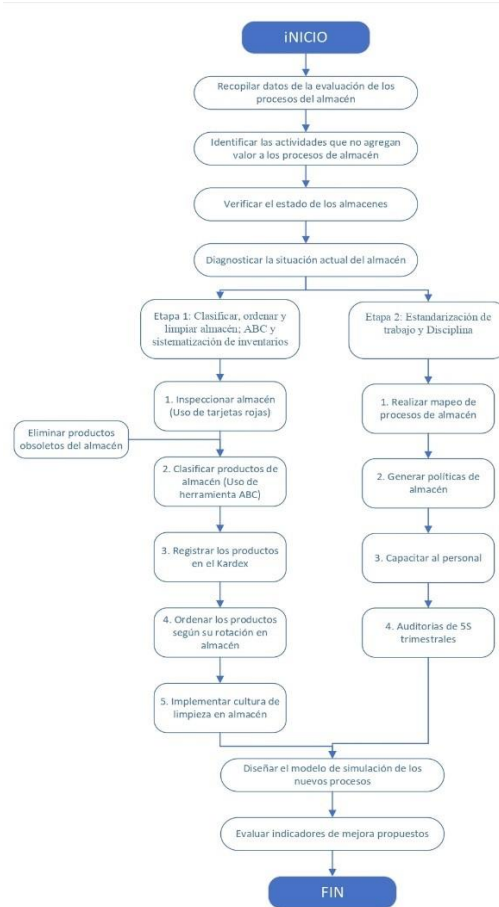 iNICIO
Recopilar datos de la evaluación de los
procesos del almacén
Identificar las actividades que no agregan
valor a los procesos de almacén
Verificar el estado de los almacenes
Diagnosticar la situación actual del almacén
Etapa 1: Clasificar, ordenar y
limpiar almacén; ABC y
sistematización de inventarios
1. Inspeccionar almacén
(Uso de tarjetas rojas)
Eliminar productos
obsoletos del almacén
2. Clasificar productos de
almacén (Uso de
herramienta ABC)
3. Registrar los productos
en el Kardex
4. Ordenar los productos
según su rotación en
almacén
5. Implementar cultura de
limpieza en almacén
Etapa 2: Estandarización de
trabajo y Disciplina
1. Realizar mapeo de
procesos de almacén
2. Generar políticas de
almacén
3. Capacitar al personal
4. Auditorías de 5S
trimestrales
Diseñar el modelo de simulación de los
nuevos procesos
Evaluar indicadores de mejora propuestos
FIN